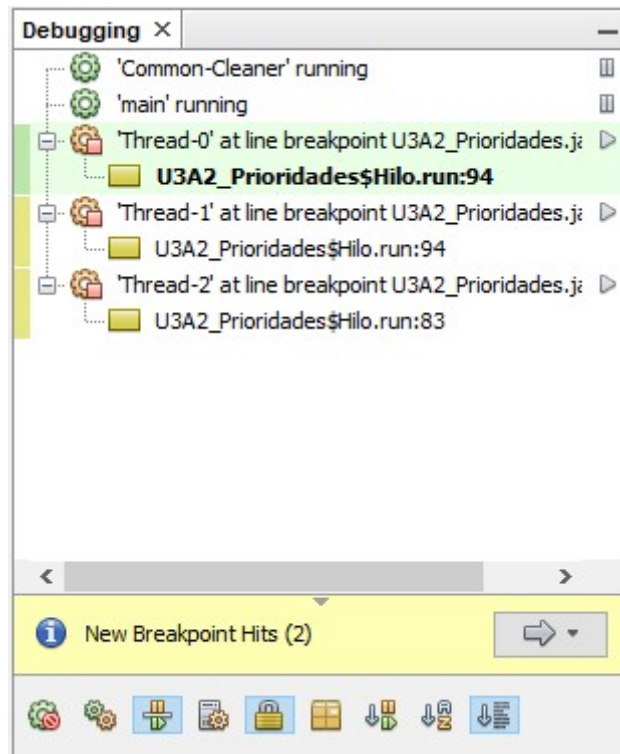 Debugging
'Common-Cleaner' running
'main' running
'Thread-0' at line breakpoint U3A2_Prioridades.ja
U3A2_Prioridades$Hilo.run:94
'Thread-1' at line breakpoint U3A2_Prioridades.ja
U3A2_Prioridades$Hilo.run:94
'Thread-2' at line breakpoint U3A2_Prioridades.ja
U3A2_Prioridades$Hilo.run:83
New Breakpoint Hits (2)